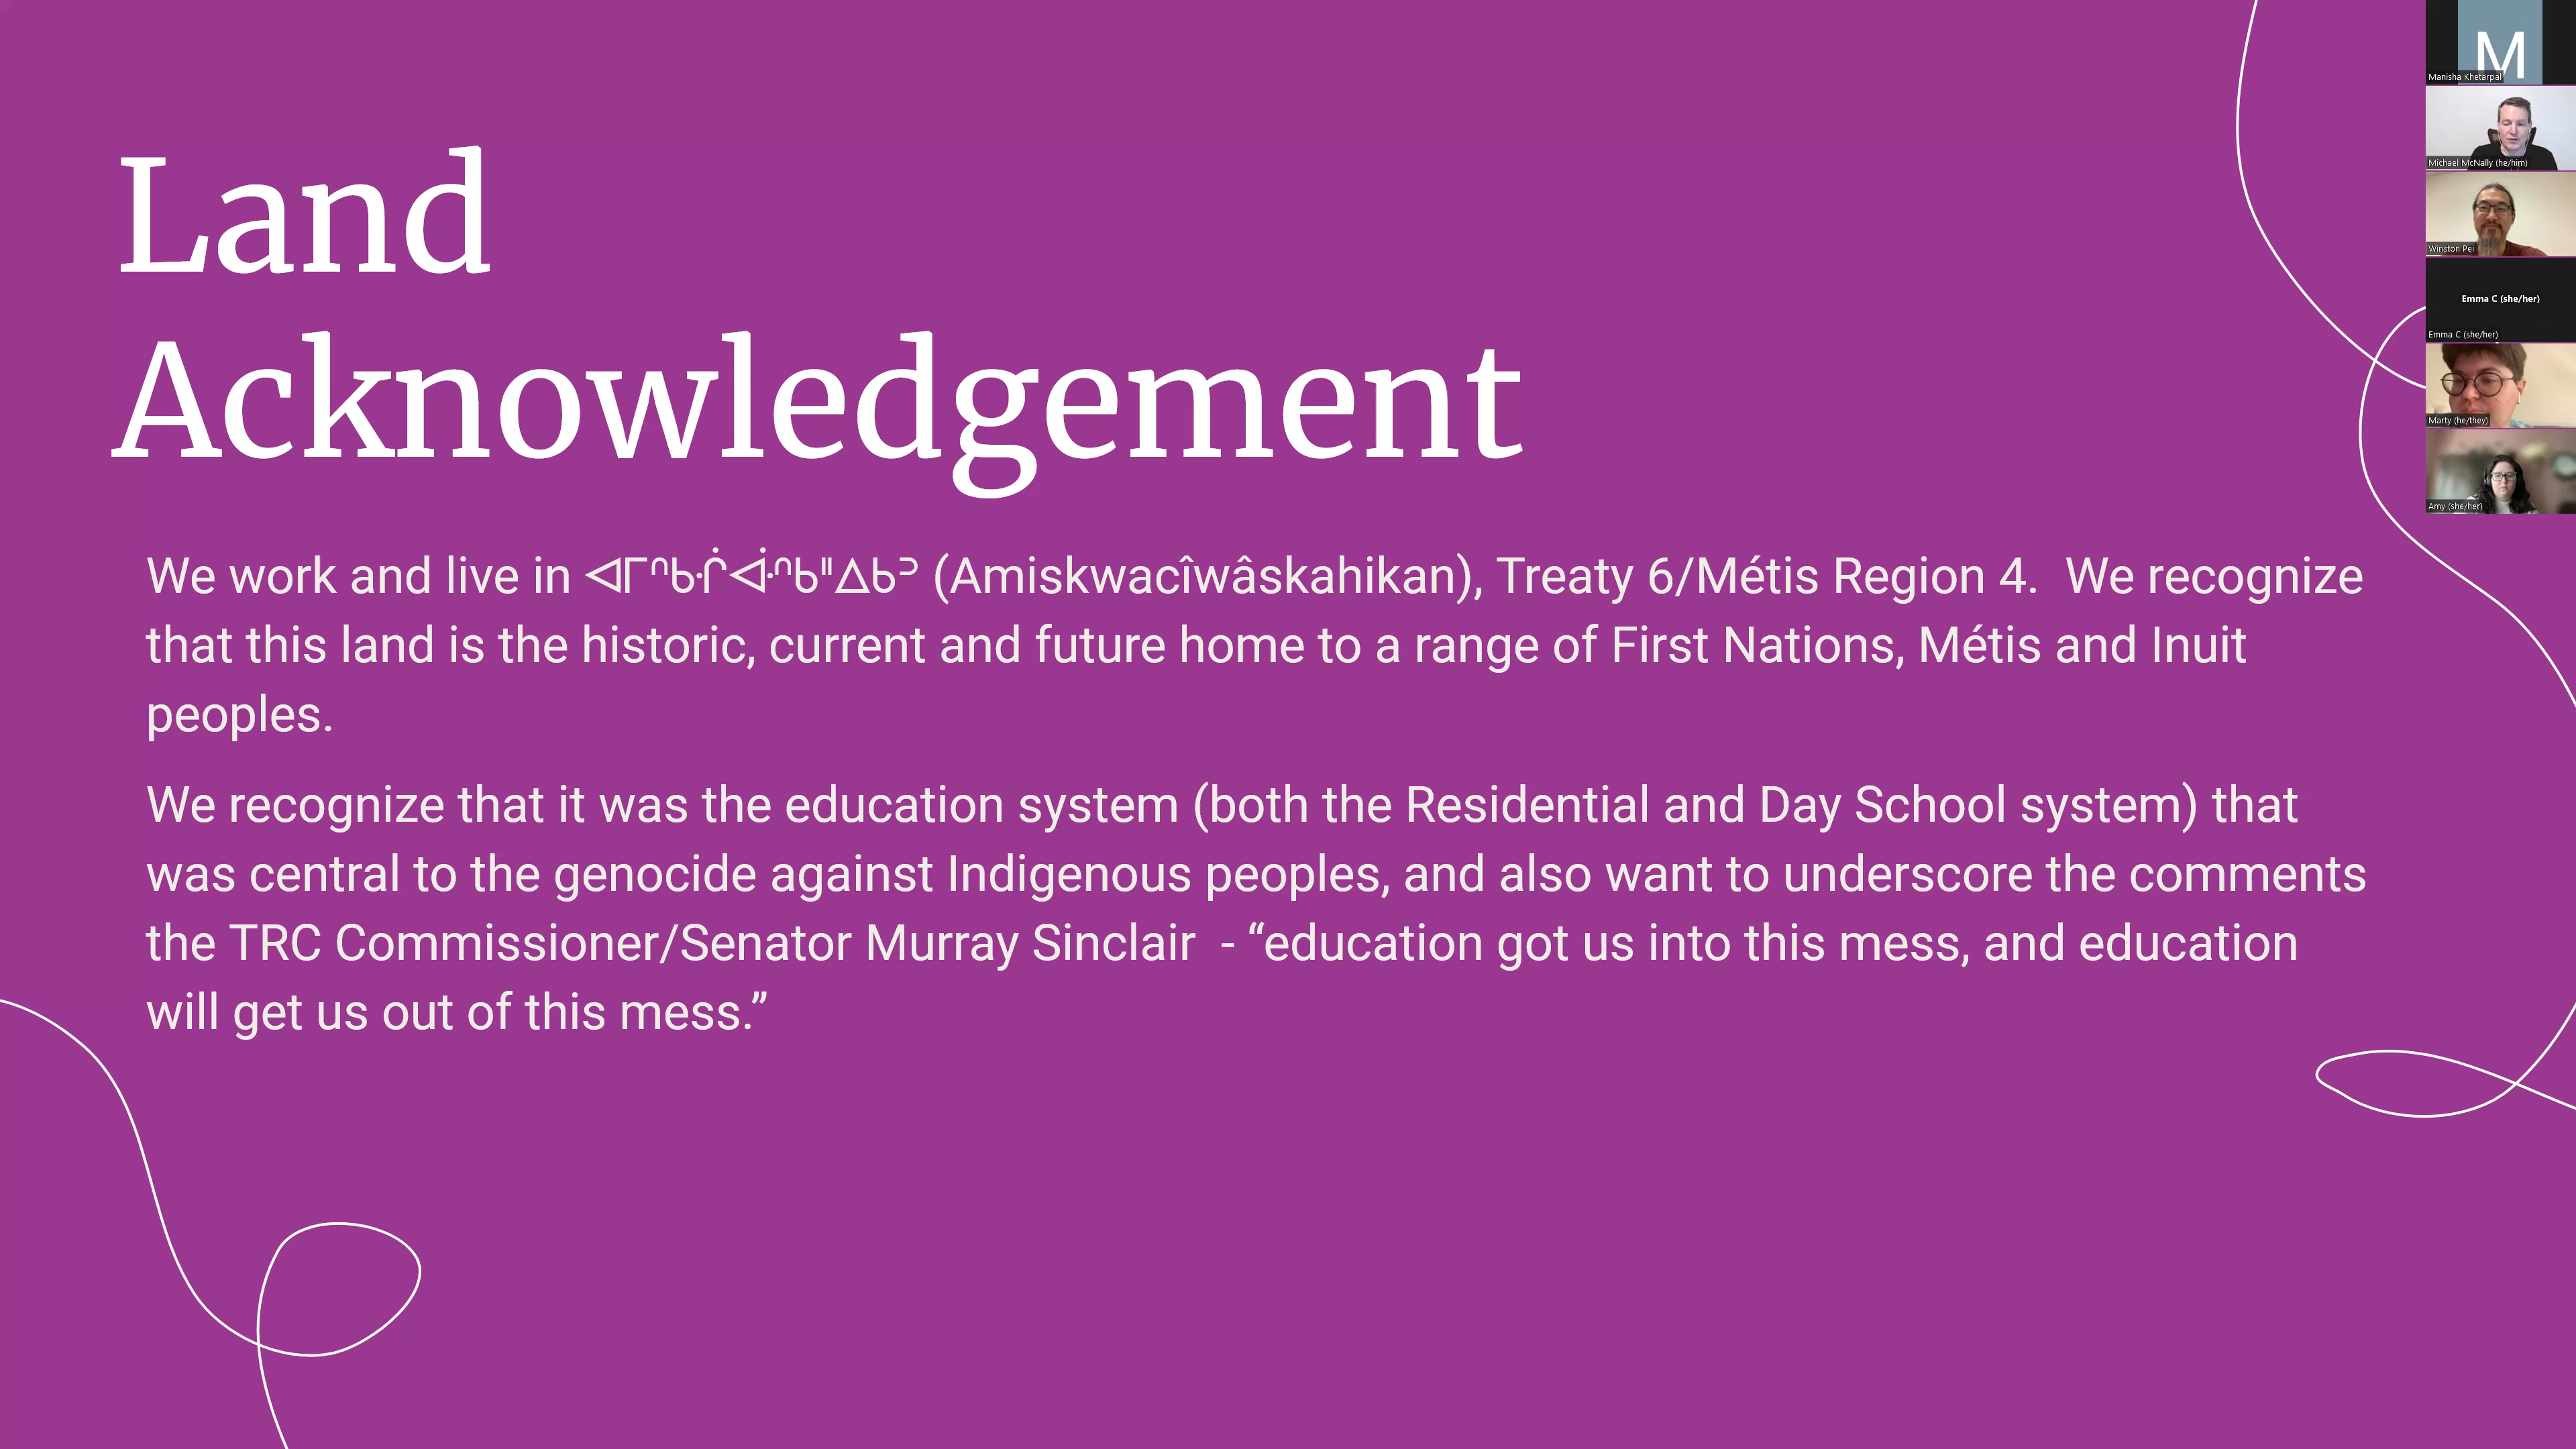 Land
Acknowledgement
We work and live in ᐊᒥᐢᑿᒌᐚᐢᑲᐦᐃᑲᐣ (Amiskwacîwâskahikan), Treaty 6/Métis Region 4.  We recognize
that this land is the historic, current and future home to a range of First Nations, Métis and Inuit
peoples.
We recognize that it was the education system (both the Residential and Day School system) that
was central to the genocide against Indigenous peoples, and also want to underscore the comments
the TRC Commissioner/Senator Murray Sinclair  - “education got us into this mess, and education
will get us out of this mess.”
M
Manisha Khetarpal
Michael McNally (he/him)
Winston Pei
Emma C (she/her)
Emma C (she/her)
Marty (he/they)
Amy (she/her)